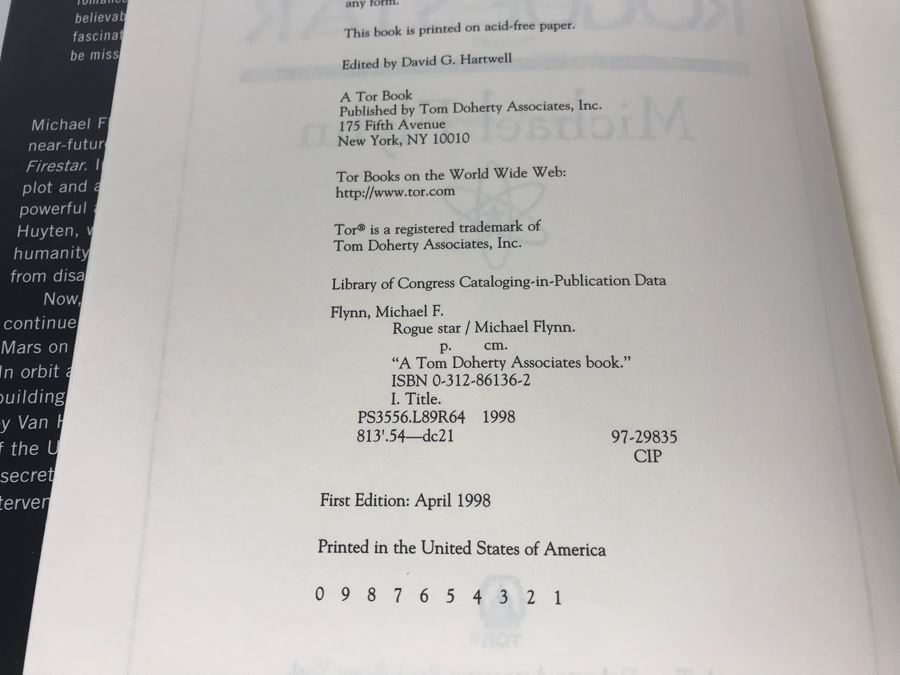 believab
fascinat
be miss
Michael F
near-futur
Firestar. I
plot and a
powerful
Huyten, w
humanity
from disa
Now,
continue
Mars on
In orbit a
building
y Van H
f the U
secret
terven
any form.
This book is printed on acid-free paper.
Edited by David G. Hartwell
A Tor Book
Published by Tom Doherty Associates, Inc.
175 Fifth Avenue
New York, NY 10010
Tor Books on the World Wide Web:
http://www.tor.com
Tor® is a registered trademark of
Tom Doherty Associates, Inc.
Library of Congress Cataloging-in-Publication Data
Flynn, Michael F.
Rogue star / Michael Flynn.
p. cm.
“A Tom Doherty Associates book.”
ISBN 0-312-86136-2
I. Title.
PS3556.L89R64 1998
813'.54—dc21 97-29835
CIP
First Edition: April 1998
Printed in the United States of America
0 9 8 7 6 5 4 3 2 1